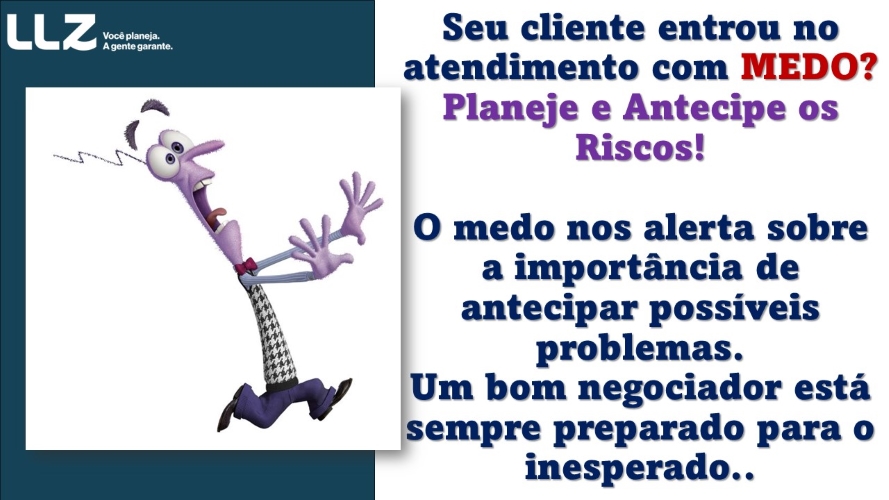 LLZ
Você planeja.
A gente garante.
Seu cliente entrou no
atendimento com MEDO?
Planeje e Antecipe os
Riscos!
O medo nos alerta sobre
a importância de
antecipar possíveis
problemas.
Um bom negociador está
sempre preparado para o
inesperado..